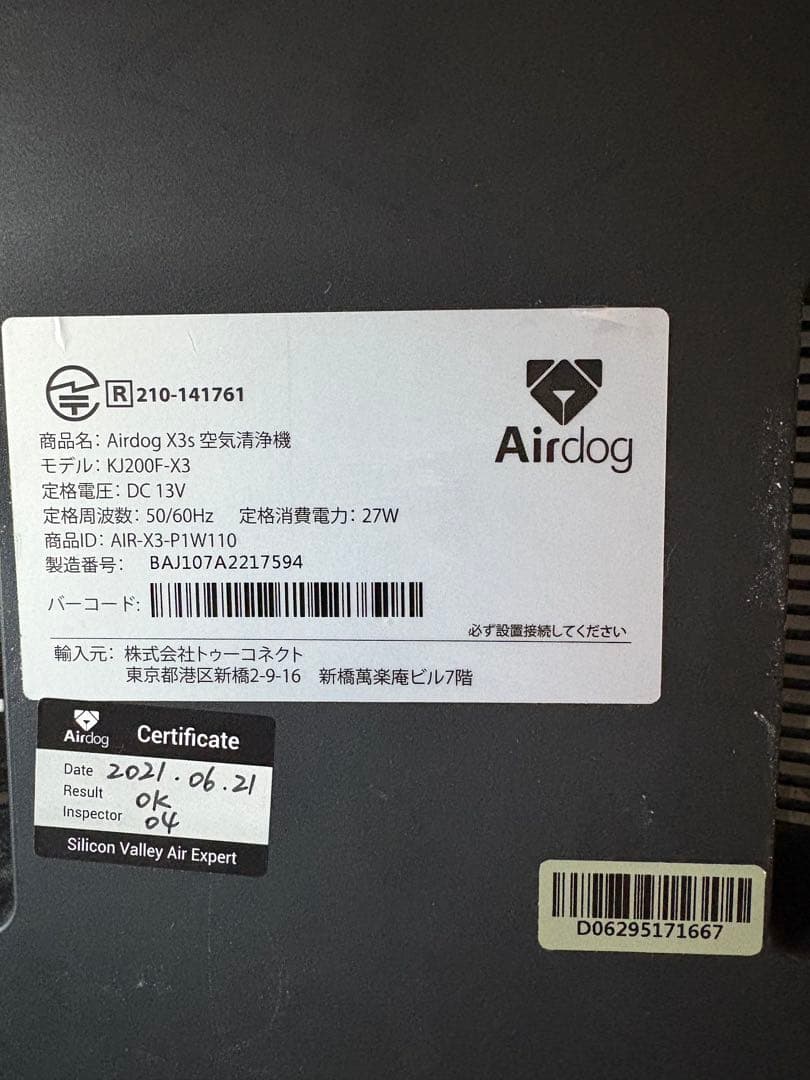 R 210-141761
Airdog
商品名: Airdog X3s 空気清浄機
モデル: KJ200F-X3
定格電圧: DC 13V
定格周波数: 50/60Hz 定格消費電力: 27W
商品ID: AIR-X3-P1W110
製造番号: BAJ107A2217594
バーコード:
必ず設置接続してください
輸入元: 株式会社トゥーコネクト
東京都港区新橋2-9-16 新橋萬楽庵ビル7階
Airdog Certificate
Date 2021.06.21
Result OK
Inspector 04
Silicon Valley Air Expert
D06295171667